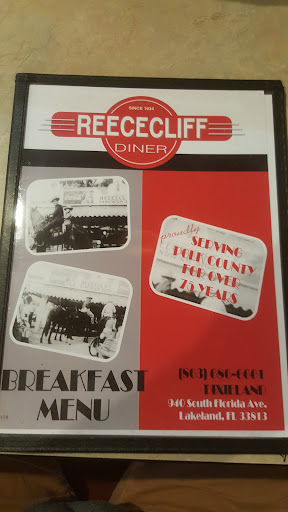 SINCE 1934
REECECLIFF
DINER
proudly
SERVING
POLK COUNTY
FOR OVER
75 YEARS
BREAKFAST
MENU
(863) 686-6661
DIXIELAND
940 South Florida Ave.
Lakeland, FL 33813